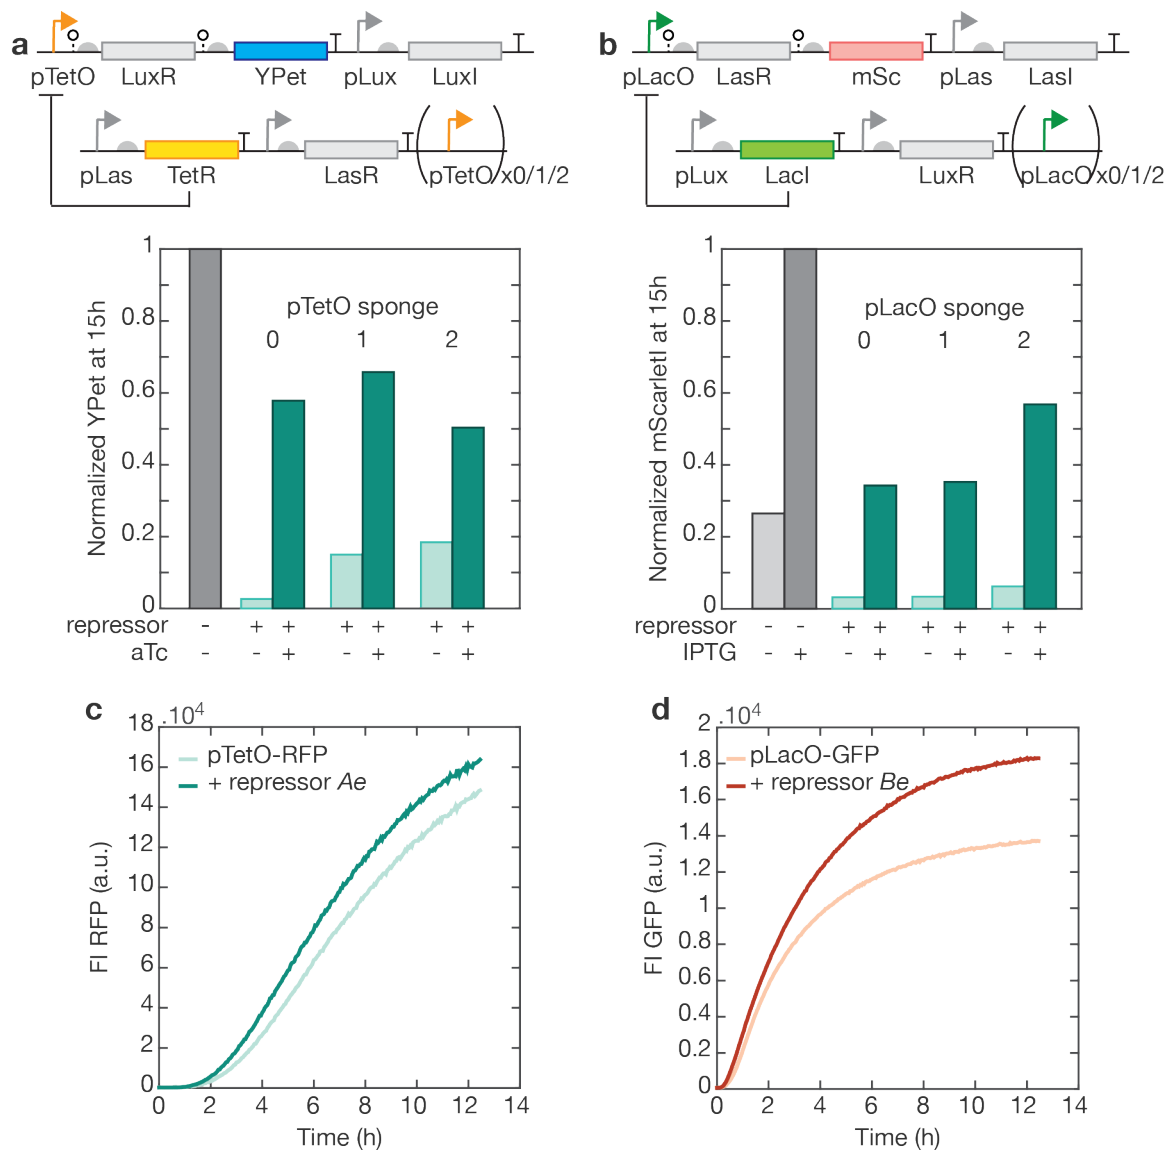 a
pTetO LuxR YPet pLux LuxI
pLas TetR LasR pTetO x0/1/2
b
pLacO LasR mSc pLas LasI
pLux LacI LuxR pLacO x0/1/2
Normalized YPet at 15h
1
0.8
0.6
0.4
0.2
0
pTetO sponge
0 1 2
repressor - + + + + + +
aTc - - + - + - +
Normalized mScarletI at 15h
1
0.8
0.6
0.4
0.2
0
pLacO sponge
0 1 2
repressor - - + + + + + +
IPTG - + - + - + - +
c
FI RFP (a.u.)
.10⁴
18
16
14
12
10
8
6
4
2
0
pTetO-RFP
+ repressor Ae
0 2 4 6 8 10 12 14
Time (h)
d
FI GFP (a.u.)
.10⁴
2
1.8
1.6
1.4
1.2
1
0.8
0.6
0.4
0.2
0
pLacO-GFP
+ repressor Be
0 2 4 6 8 10 12 14
Time (h)